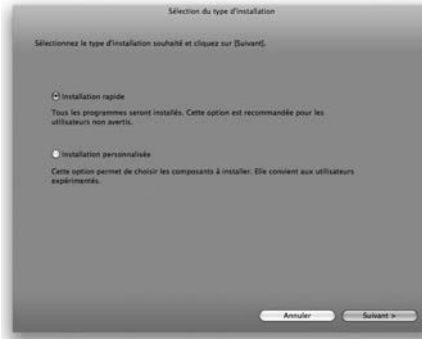 Sélection du type d'installation
Sélectionnez le type d'installation souhaité et cliquez sur [Suivant].
Installation rapide
Tous les programmes seront installés. Cette option est recommandée pour les
utilisateurs non avertis.
Installation personnalisée
Cette option permet de choisir les composants à installer. Elle convient aux utilisateurs
expérimentés.
Annuler
Suivant >